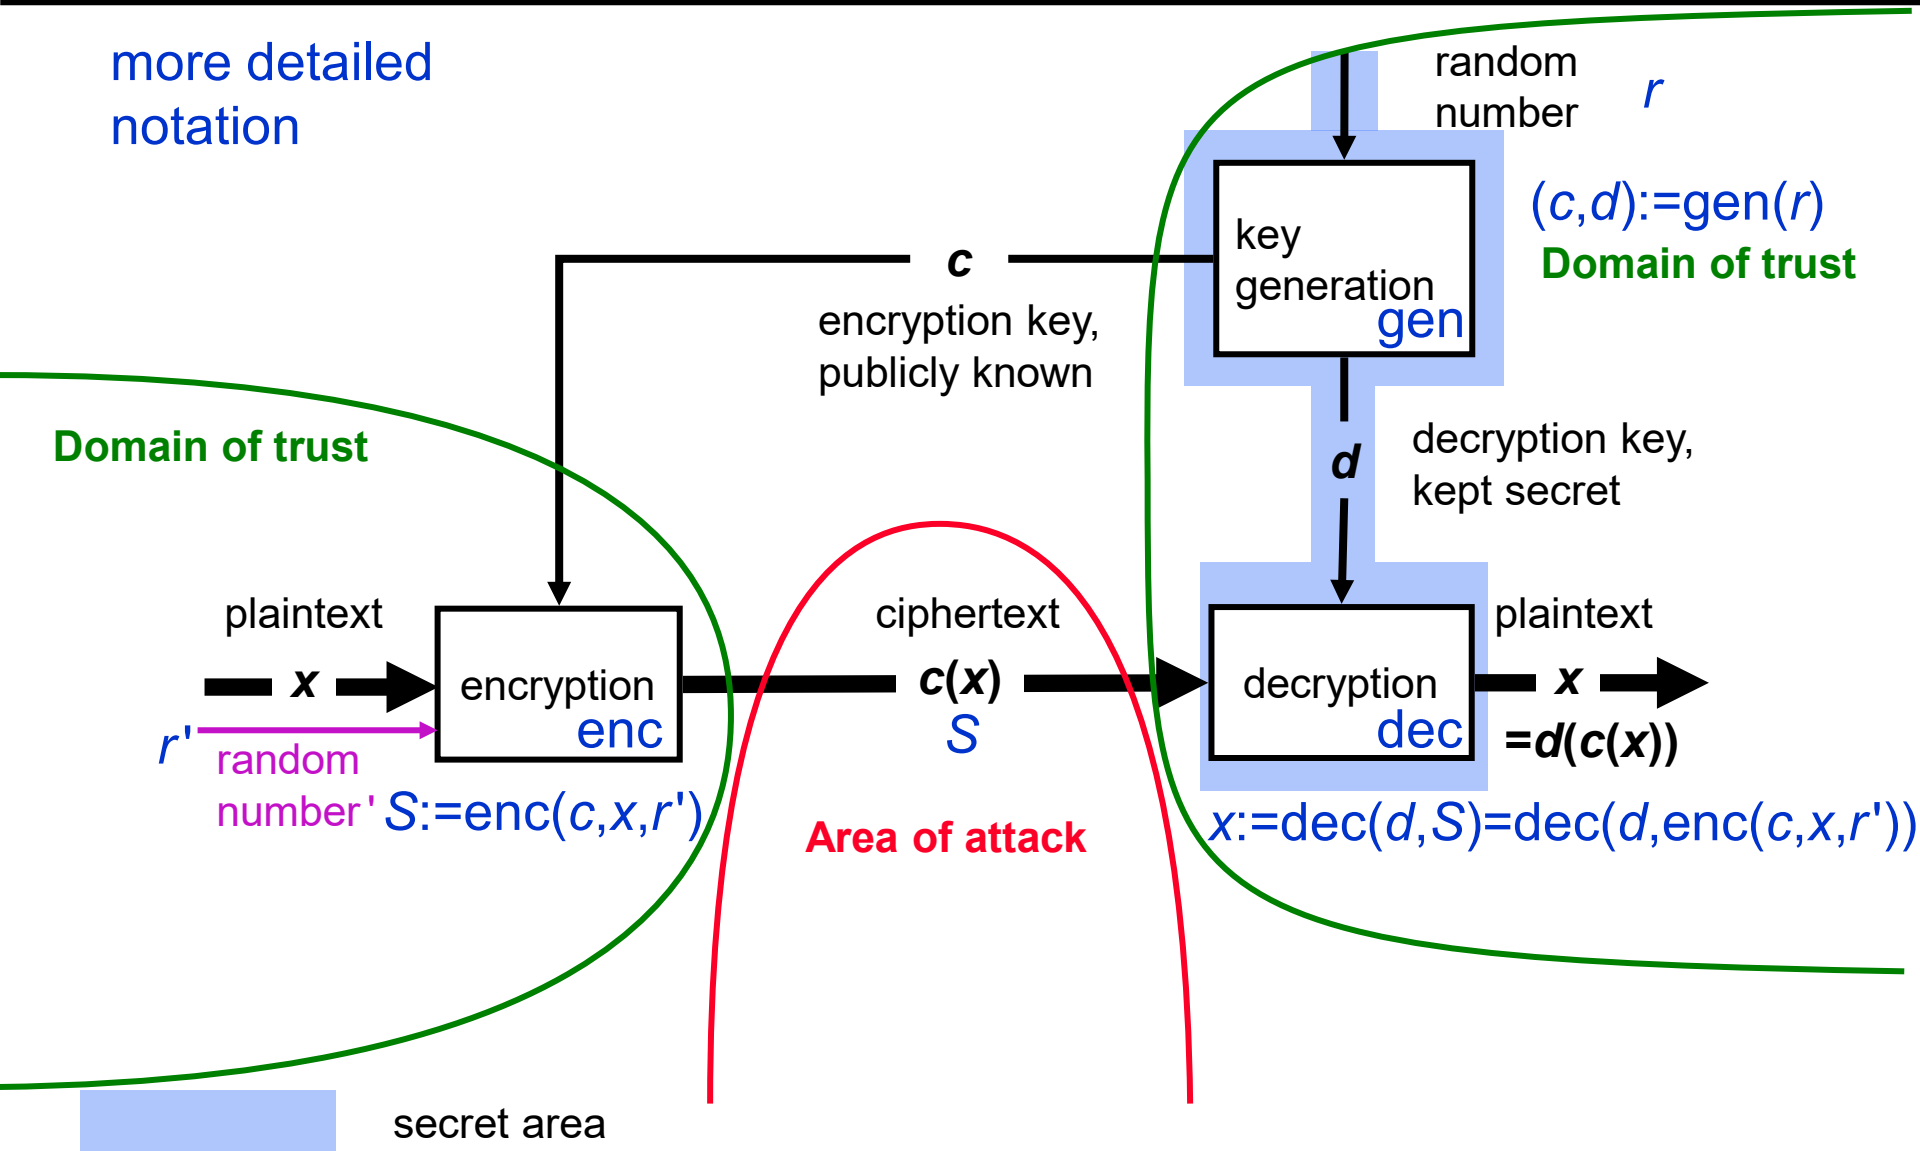 more detailed
notation
random
number
r
(c,d):=gen(r)
Domain of trust
key
generation
gen
c
encryption key,
publicly known
Domain of trust
d
decryption key,
kept secret
plaintext
x
r'
random
number'
encryption
enc
S:=enc(c,x,r')
ciphertext
c(x)
S
Area of attack
decryption
dec
plaintext
x
=d(c(x))
x:=dec(d,S)=dec(d,enc(c,x,r'))
secret area